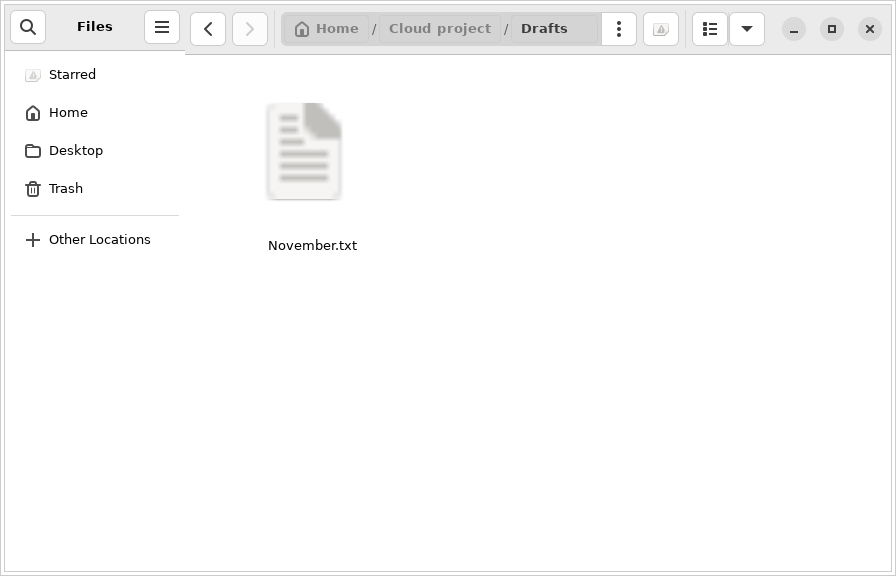 Files
Home / Cloud project / Drafts
Starred
Home
Desktop
Trash
Other Locations
November.txt